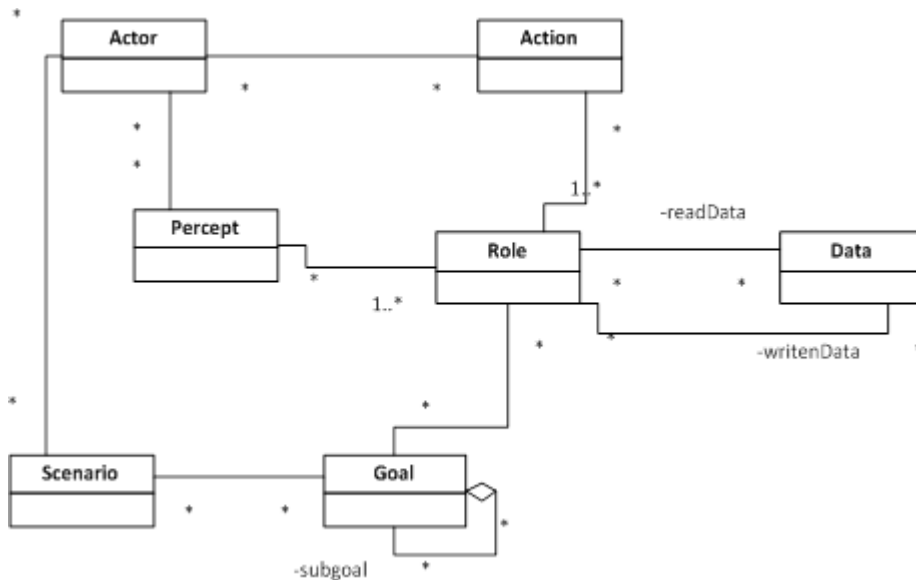 *
Actor
Action
*
*
*
*
*
1..*
-readData
Percept
Role
Data
*
*
*
1..*
*
*
-writenData
*
*
*
Scenario
Goal
*
*
*
-subgoal
*